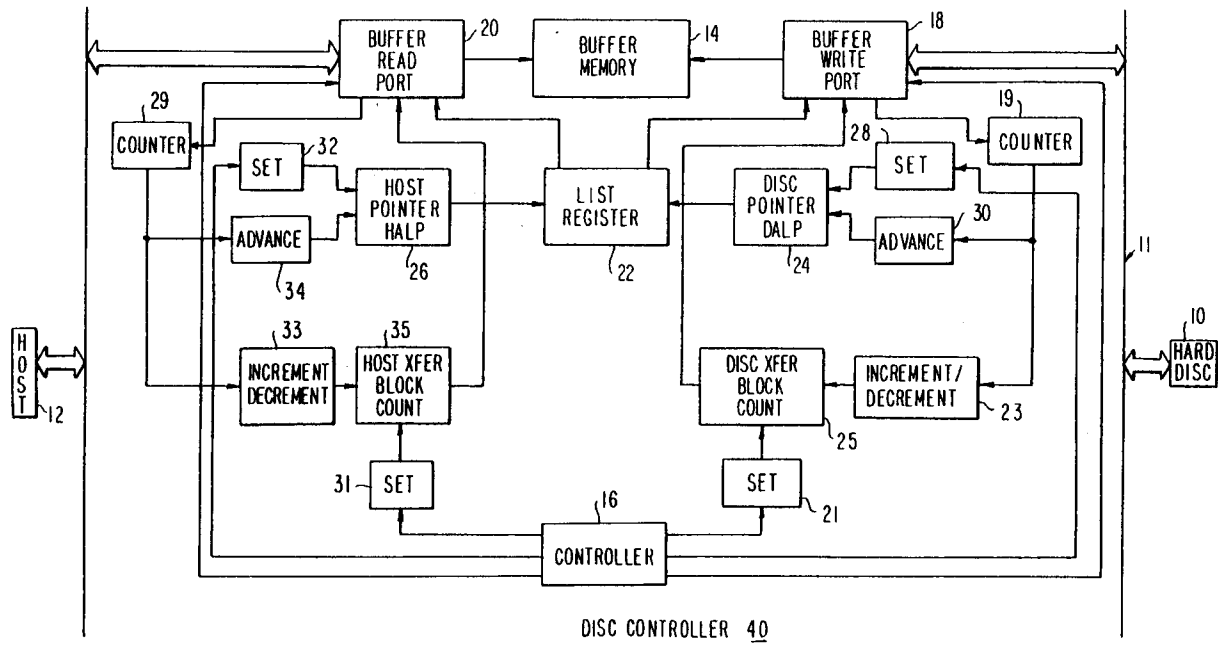 20
BUFFER
READ
PORT
14
BUFFER
MEMORY
18
BUFFER
WRITE
PORT
29
COUNTER
32
SET
HOST
POINTER
HALP
26
ADVANCE
34
LIST
REGISTER
22
DISC
POINTER
DALP
24
28
SET
19
COUNTER
30
ADVANCE
11
HOST
12
33
INCREMENT
DECREMENT
35
HOST XFER
BLOCK
COUNT
DISC XFER
BLOCK
COUNT
25
INCREMENT/
DECREMENT
23
10
HARD
DISC
31
SET
SET
21
16
CONTROLLER
DISC CONTROLLER 40